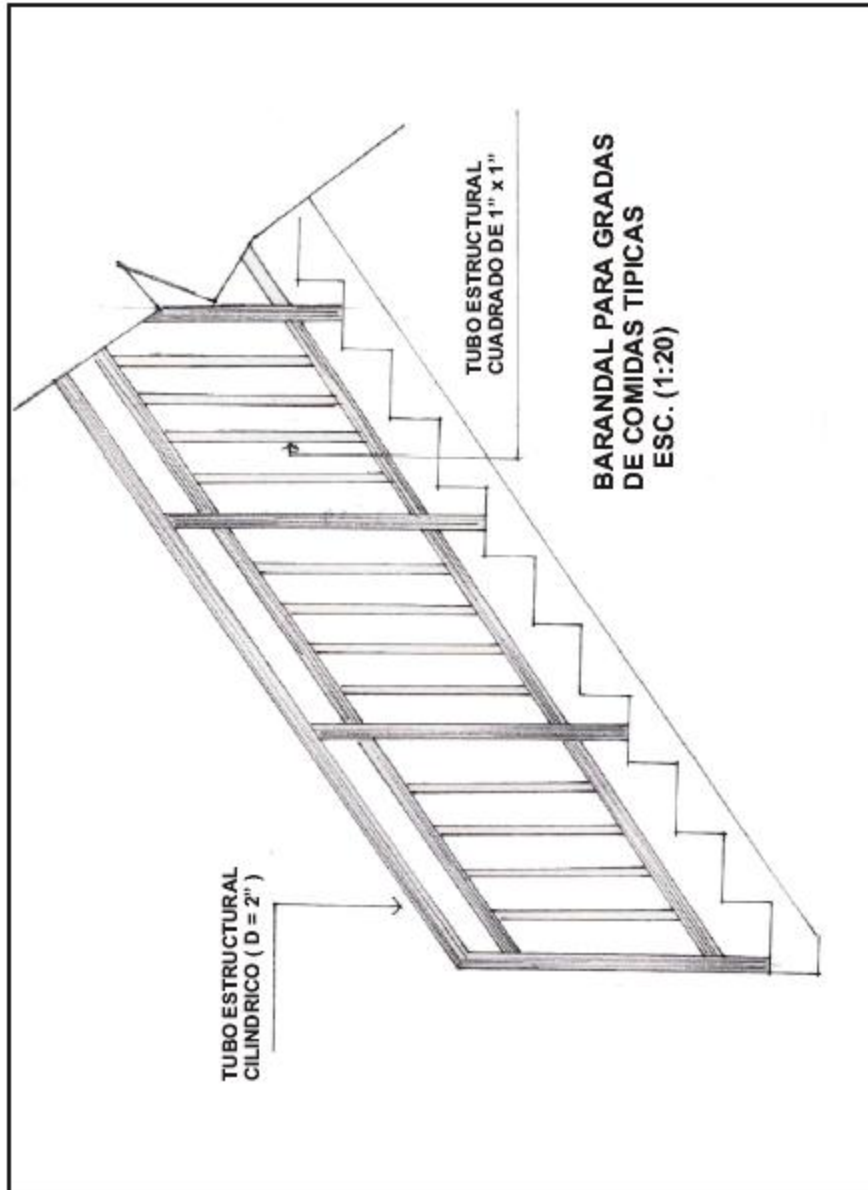 TUBO ESTRUCTURAL
CILINDRICO ( D = 2" )
TUBO ESTRUCTURAL
CUADRADO DE 1" x 1"
BARANDAL PARA GRADAS
DE COMIDAS TIPICAS
ESC. (1:20)